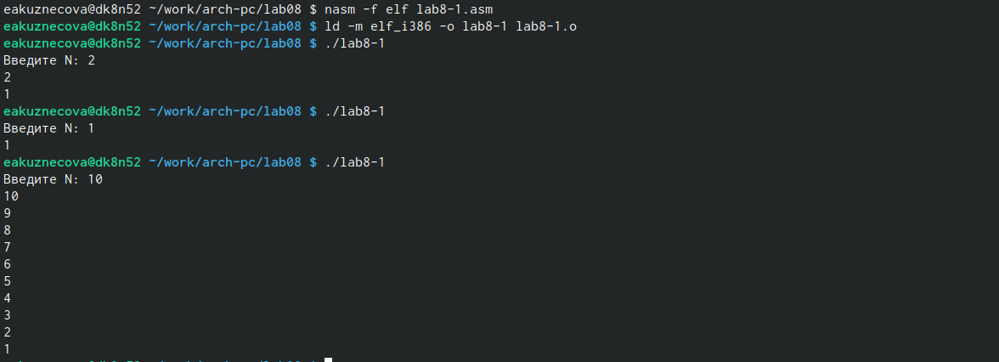 eakuznecova@dk8n52 ~/work/arch-pc/lab08 $ nasm -f elf lab8-1.asm
eakuznecova@dk8n52 ~/work/arch-pc/lab08 $ ld -m elf_i386 -o lab8-1 lab8-1.o
eakuznecova@dk8n52 ~/work/arch-pc/lab08 $ ./lab8-1
Введите N: 2
2
1
eakuznecova@dk8n52 ~/work/arch-pc/lab08 $ ./lab8-1
Введите N: 1
1
eakuznecova@dk8n52 ~/work/arch-pc/lab08 $ ./lab8-1
Введите N: 10
10
9
8
7
6
5
4
3
2
1